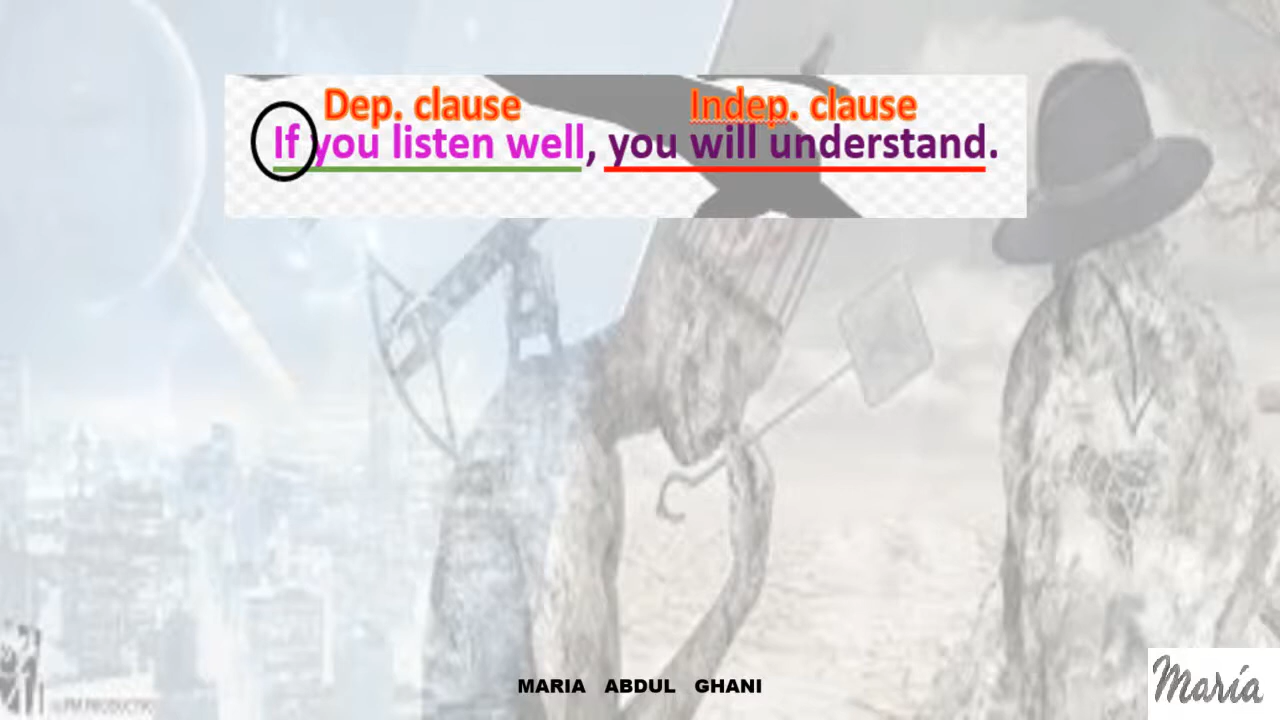 Dep. clause Indep. clause
If you listen well, you will understand.
MARIA ABDUL GHANI
María